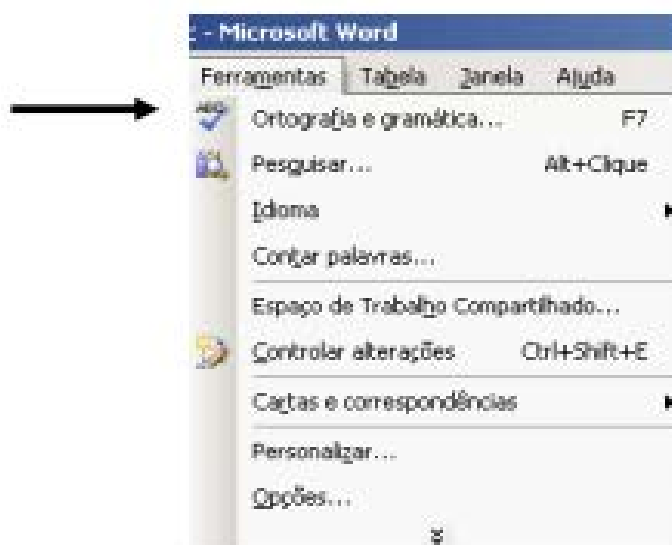 - Microsoft Word
Ferramentas Tabela Janela Ajuda
ABC
Ortografia e gramática... F7
Pesquisar... Alt+Clique
Idioma
Contar palavras...
Espaço de Trabalho Compartilhado...
Controlar alterações Ctrl+Shift+E
Cartas e correspondências
Personalizar...
Opções...